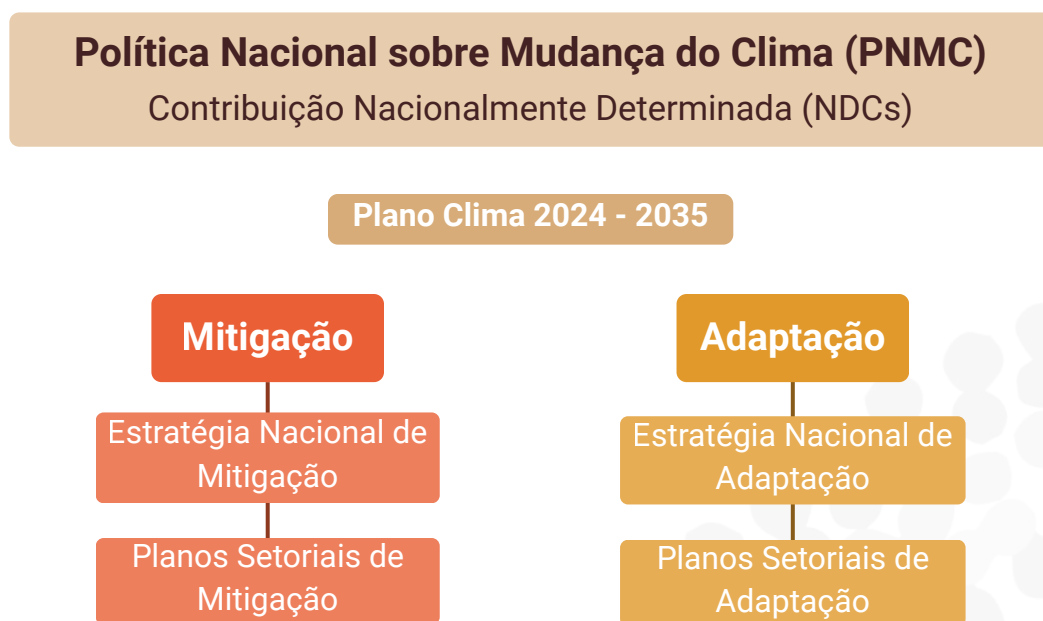 Política Nacional sobre Mudança do Clima (PNMC)
Contribuição Nacionalmente Determinada (NDCs)
Plano Clima 2024 - 2035
Mitigação
Estratégia Nacional de
Mitigação
Planos Setoriais de
Mitigação
Adaptação
Estratégia Nacional de
Adaptação
Planos Setoriais de
Adaptação